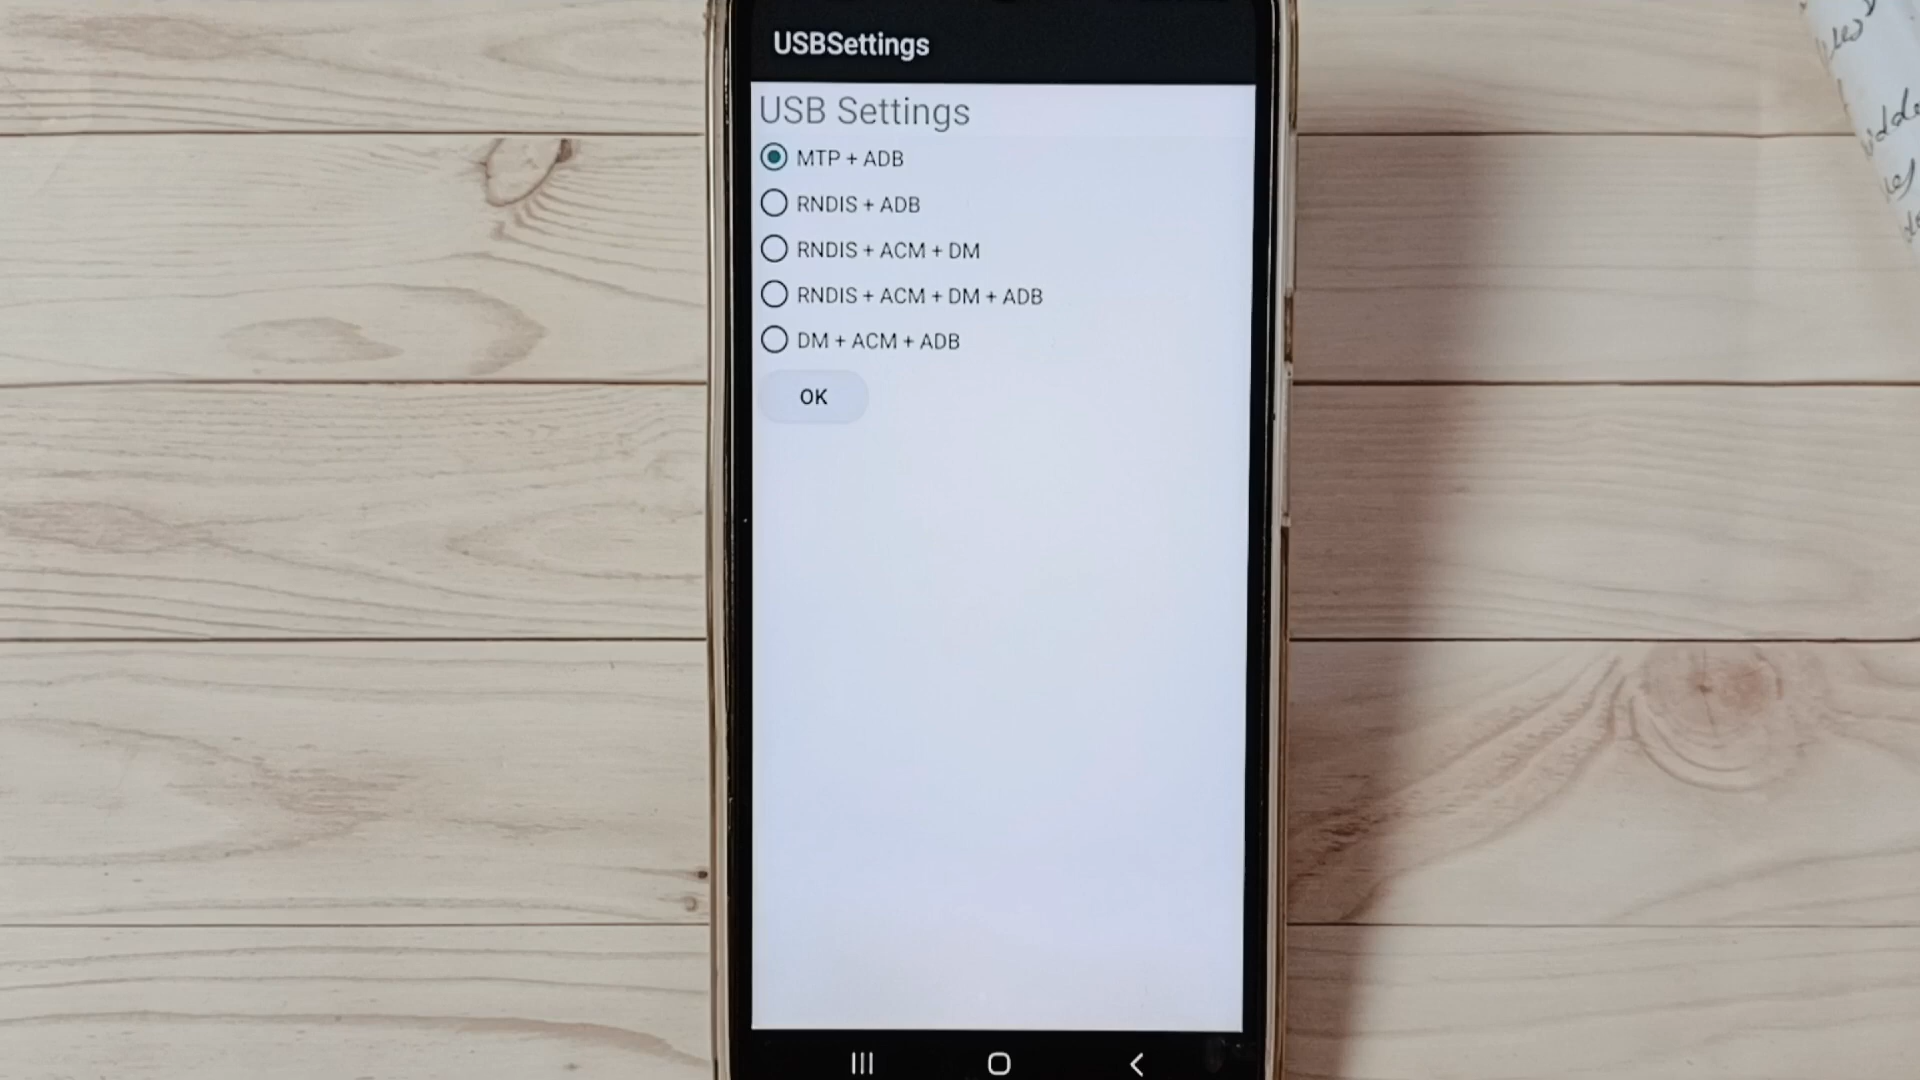 USBSettings
USB Settings
MTP + ADB
RNDIS + ADB
RNDIS + ACM + DM
RNDIS + ACM + DM + ADB
DM + ACM + ADB
OK